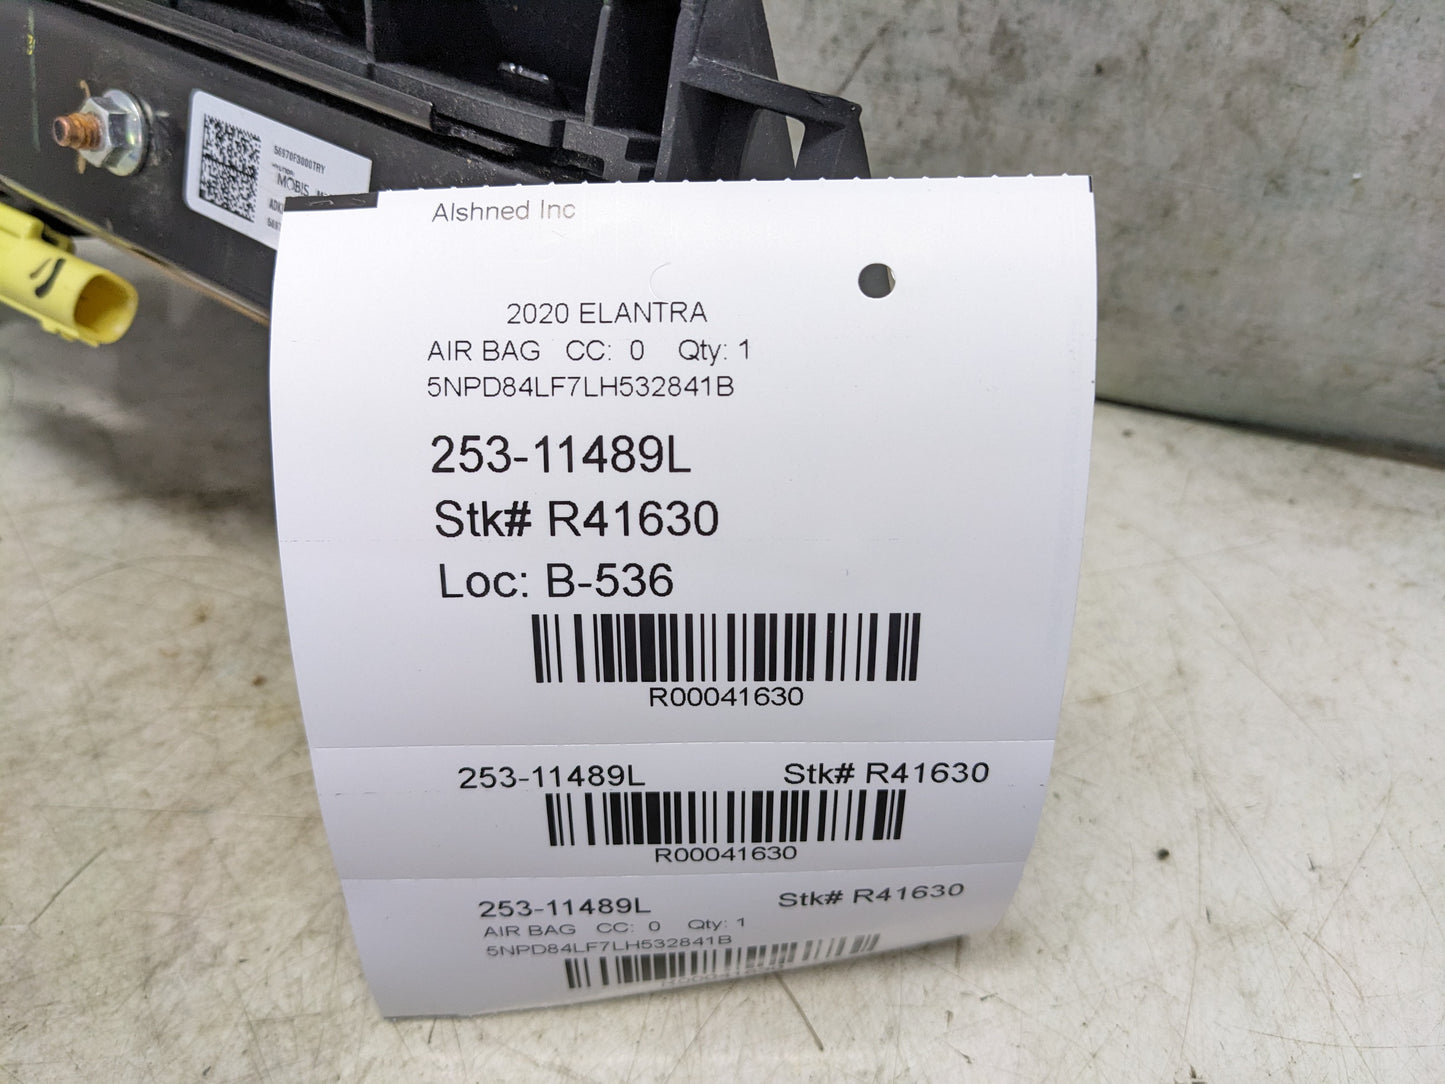 56970F3000TRY
MOBIS
Alshned Inc
2020 ELANTRA
AIR BAG CC: 0 Qty: 1
5NPD84LF7LH532841B
253-11489L
Stk# R41630
Loc: B-536
R00041630
253-11489L Stk# R41630
R00041630
253-11489L Stk# R41630
AIR BAG CC: 0 Qty: 1
5NPD84LF7LH532841B